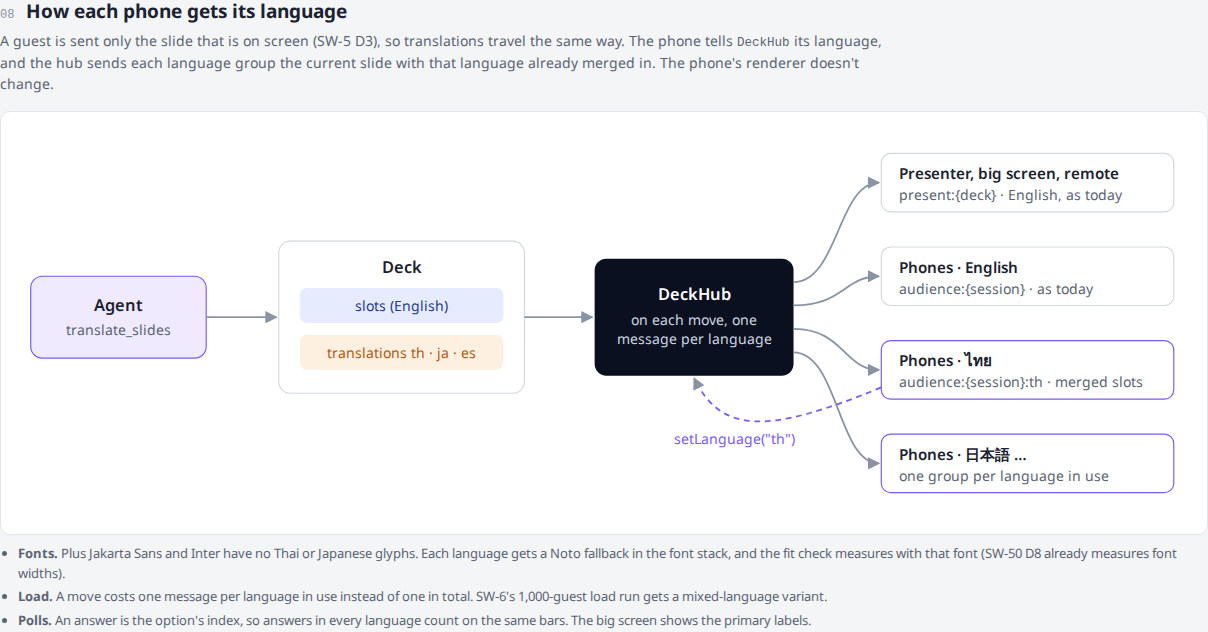 08 How each phone gets its language
A guest is sent only the slide that is on screen (SW-5 D3), so translations travel the same way. The phone tells DeckHub its language,
and the hub sends each language group the current slide with that language already merged in. The phone's renderer doesn't
change.
Agent
translate_slides
Deck
slots (English)
translations th · ja · es
DeckHub
on each move, one
message per language
Presenter, big screen, remote
present:{deck} · English, as today
Phones · English
audience:{session} · as today
Phones · ไทย
audience:{session}:th · merged slots
setLanguage("th")
Phones · 日本語 ...
one group per language in use
• Fonts. Plus Jakarta Sans and Inter have no Thai or Japanese glyphs. Each language gets a Noto fallback in the font stack, and the fit check measures with that font (SW-50 D8 already measures font
widths).
• Load. A move costs one message per language in use instead of one in total. SW-6's 1,000-guest load run gets a mixed-language variant.
• Polls. An answer is the option's index, so answers in every language count on the same bars. The big screen shows the primary labels.